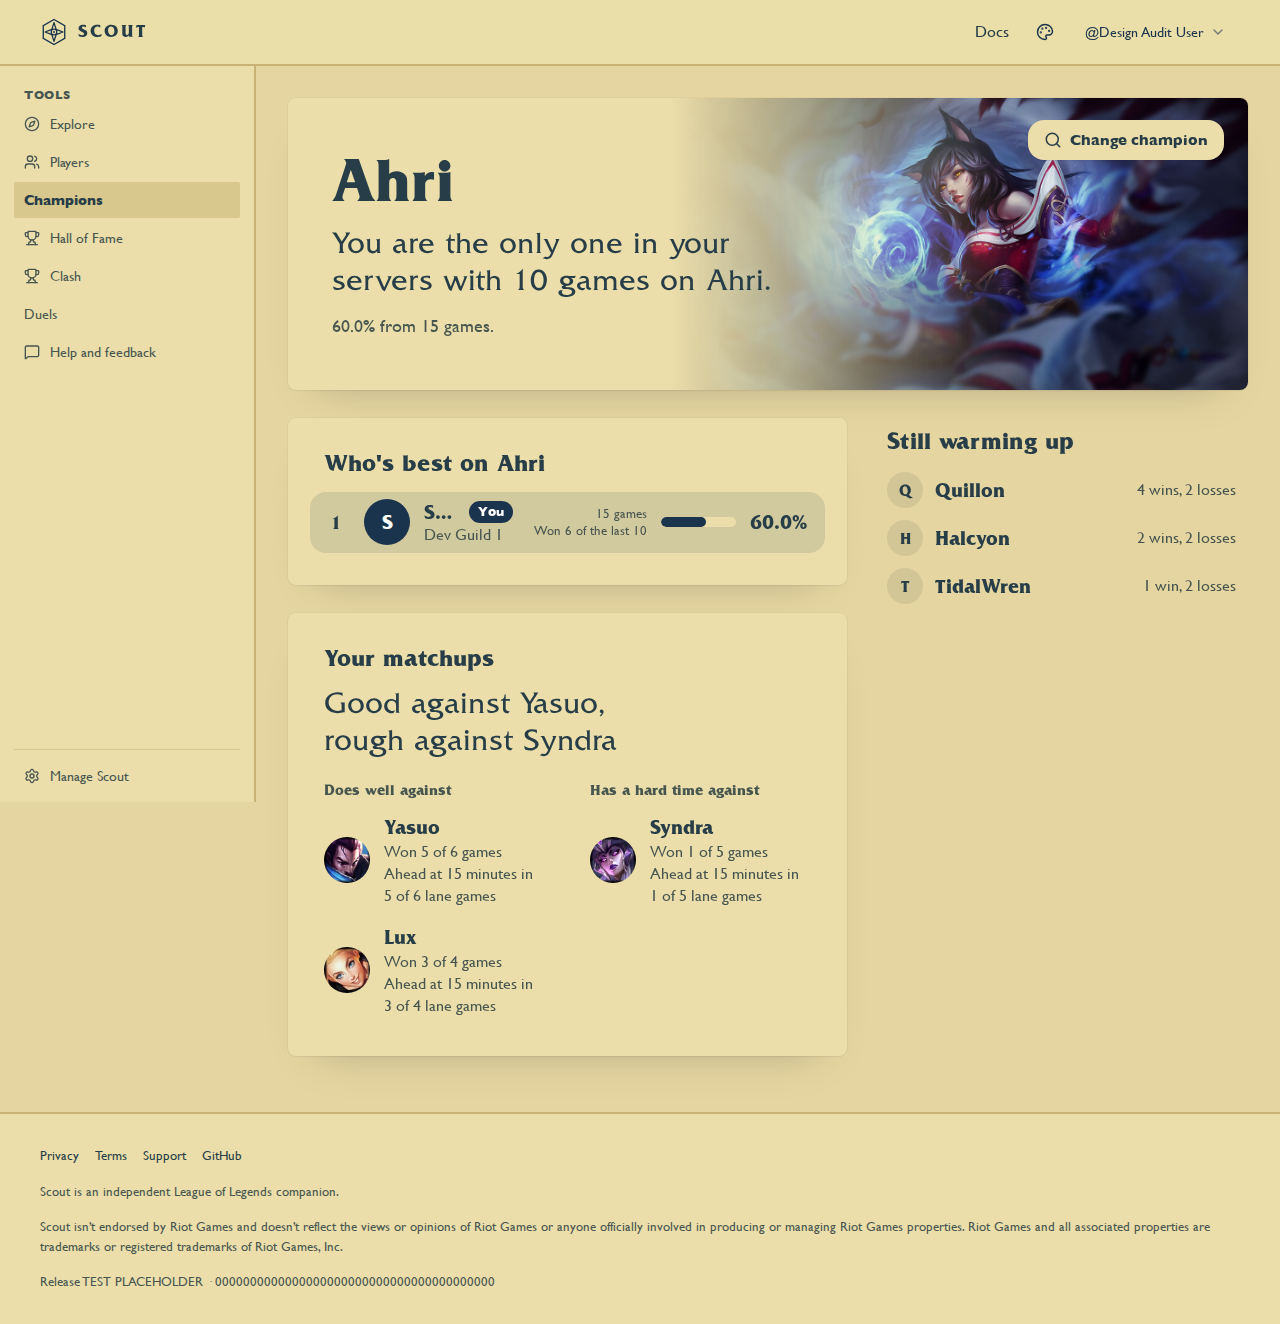 SCOUT
Docs
@Design Audit User
TOOLS
Explore
Players
Champions
Hall of Fame
Clash
Duels
Help and feedback
Manage Scout
Change champion
Ahri
You are the only one in your
servers with 10 games on Ahri.
60.0% from 15 games.
Who's best on Ahri
1
S
S...
You
Dev Guild 1
15 games
Won 6 of the last 10
60.0%
Still warming up
Q
Quillon
4 wins, 2 losses
H
Halcyon
2 wins, 2 losses
T
TidalWren
1 win, 2 losses
Your matchups
Good against Yasuo,
rough against Syndra
Does well against
Yasuo
Won 5 of 6 games
Ahead at 15 minutes in
5 of 6 lane games
Lux
Won 3 of 4 games
Ahead at 15 minutes in
3 of 4 lane games
Has a hard time against
Syndra
Won 1 of 5 games
Ahead at 15 minutes in
1 of 5 lane games
Privacy Terms Support GitHub
Scout is an independent League of Legends companion.
Scout isn't endorsed by Riot Games and doesn't reflect the views or opinions of Riot Games or anyone officially involved in producing or managing Riot Games properties. Riot Games and all associated properties are
trademarks or registered trademarks of Riot Games, Inc.
Release TEST PLACEHOLDER · 0000000000000000000000000000000000000000